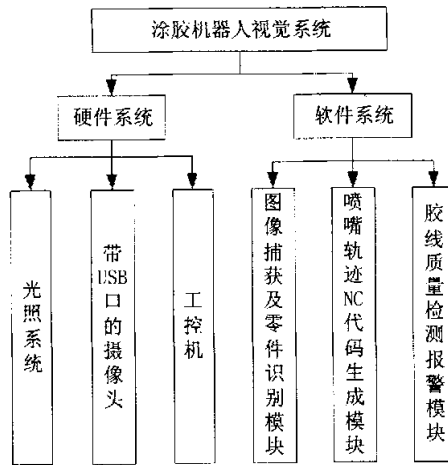 涂胶机器人视觉系统
硬件系统
软件系统
光照系统
带USB口的摄像头
工控机
图像捕获及零件识别模块
喷嘴轨迹NC代码生成模块
胶线质量检测报警模块